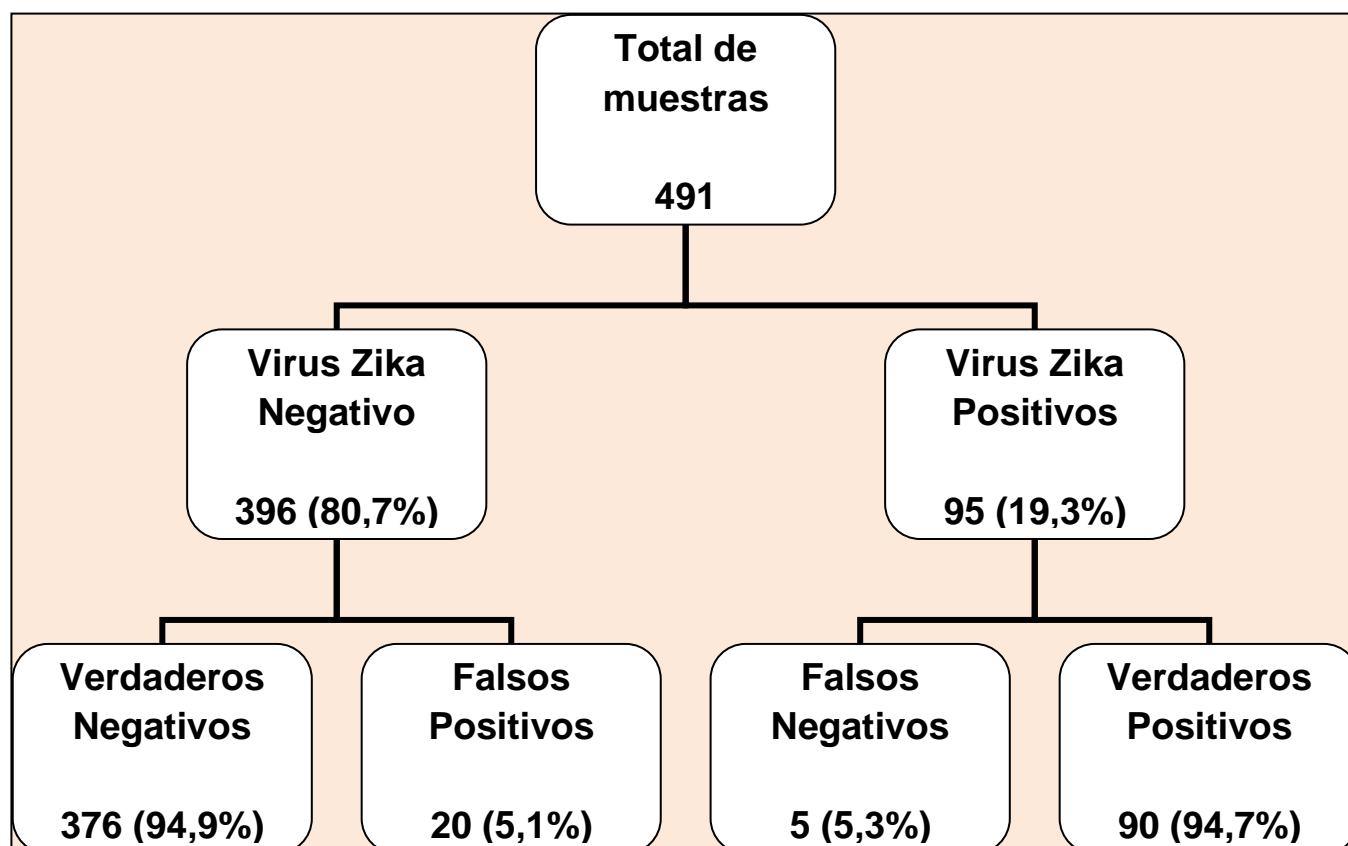 Total de
muestras
491
Virus Zika
Negativo
396 (80,7%)
Virus Zika
Positivos
95 (19,3%)
Verdaderos
Negativos
376 (94,9%)
Falsos
Positivos
20 (5,1%)
Falsos
Negativos
5 (5,3%)
Verdaderos
Positivos
90 (94,7%)